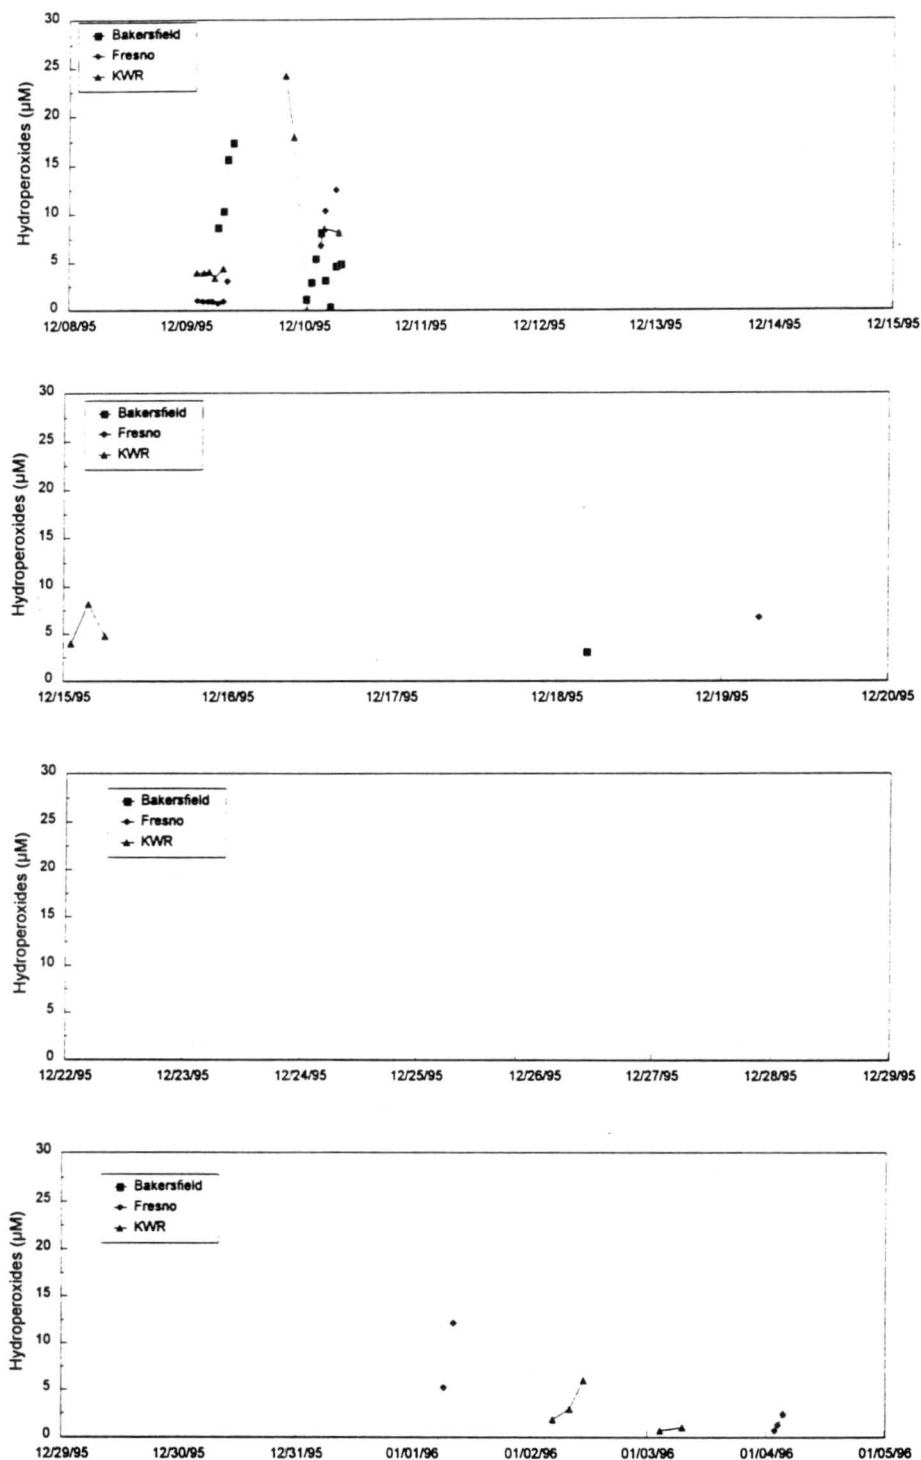 30
Bakersfield
Fresno
25
KWR
20
Hydroperoxides (µM)
15
10
5
0
12/08/95 12/09/95 12/10/95 12/11/95 12/12/95 12/13/95 12/14/95 12/15/95
30
Bakersfield
25
Fresno
KWR
20
Hydroperoxides (µM)
15
10
5
0
12/15/95 12/16/95 12/17/95 12/18/95 12/19/95 12/20/95
30
Bakersfield
25
Fresno
KWR
20
Hydroperoxides (µM)
15
10
5
0
12/22/95 12/23/95 12/24/95 12/25/95 12/26/95 12/27/95 12/28/95 12/29/95
30
Bakersfield
25
Fresno
KWR
20
Hydroperoxides (µM)
15
10
5
0
12/29/95 12/30/95 12/31/95 01/01/96 01/02/96 01/03/96 01/04/96 01/05/96